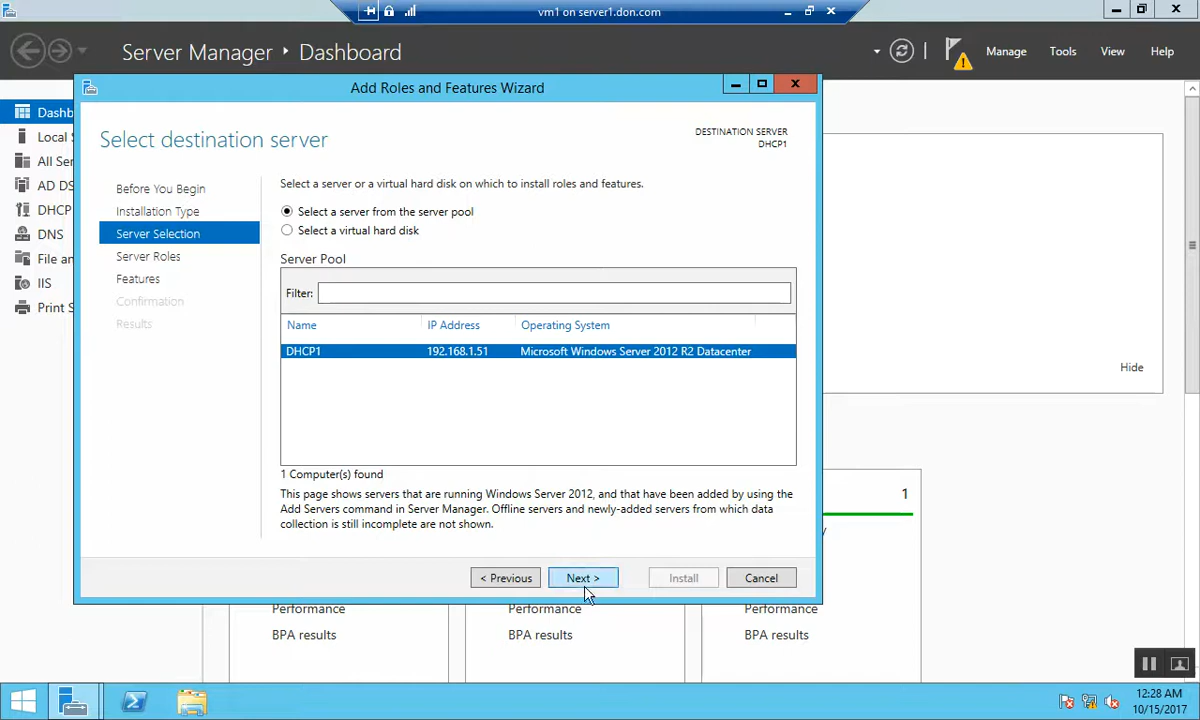 vm1 on server1.don.com
Server Manager Dashboard
Manage
Tools
View
Help
Add Roles and Features Wizard
Select destination server
DESTINATION SERVER
DHCP1
Dashb
Local
All Ser
AD DS
DHCP
DNS
File an
IIS
Print S
Before You Begin
Installation Type
Server Selection
Server Roles
Features
Confirmation
Results
Select a server or a virtual hard disk on which to install roles and features.
Select a server from the server pool
Select a virtual hard disk
Server Pool
Filter:
Name IP Address Operating System
DHCP1 192.168.1.51 Microsoft Windows Server 2012 R2 Datacenter
1 Computer(s) found
This page shows servers that are running Windows Server 2012, and that have been added by using the
Add Servers command in Server Manager. Offline servers and newly-added servers from which data
collection is still incomplete are not shown.
< Previous
Next >
Install
Cancel
Hide
1
Performance
BPA results
Performance
BPA results
Performance
BPA results
12:28 AM
10/15/2017